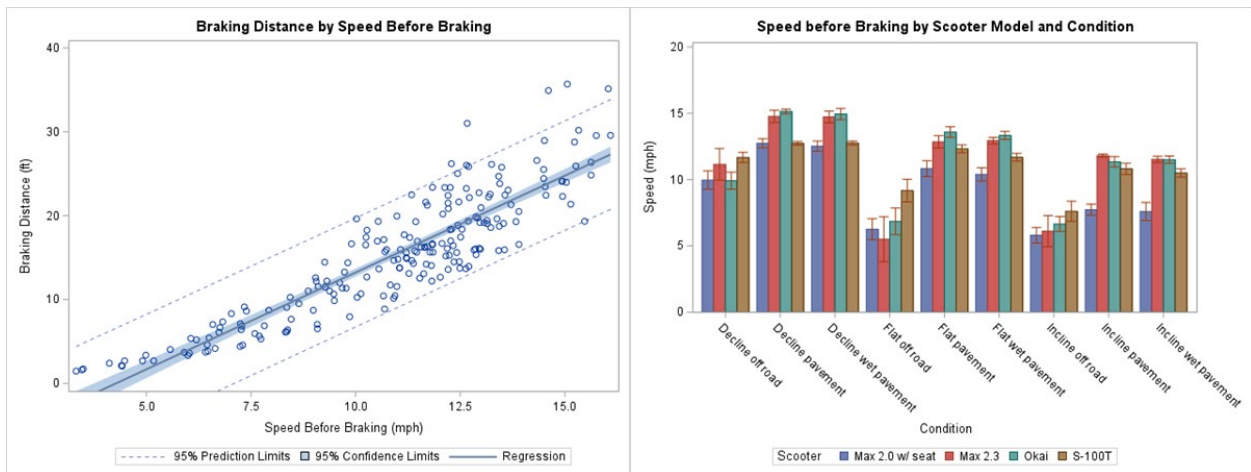 Braking Distance by Speed Before Braking
40
30
20
10
0
Braking Distance (ft)
5.0 7.5 10.0 12.5 15.0
Speed Before Braking (mph)
95% Prediction Limits 95% Confidence Limits Regression
Speed before Braking by Scooter Model and Condition
20
15
10
5
0
Speed (mph)
Decline off road
Decline pavement
Decline wet pavement
Flat off road
Flat pavement
Flat wet pavement
Incline off road
Incline pavement
Incline wet pavement
Condition
Scooter Max 2.0 w/ seat Max 2.3 Okai S-100T